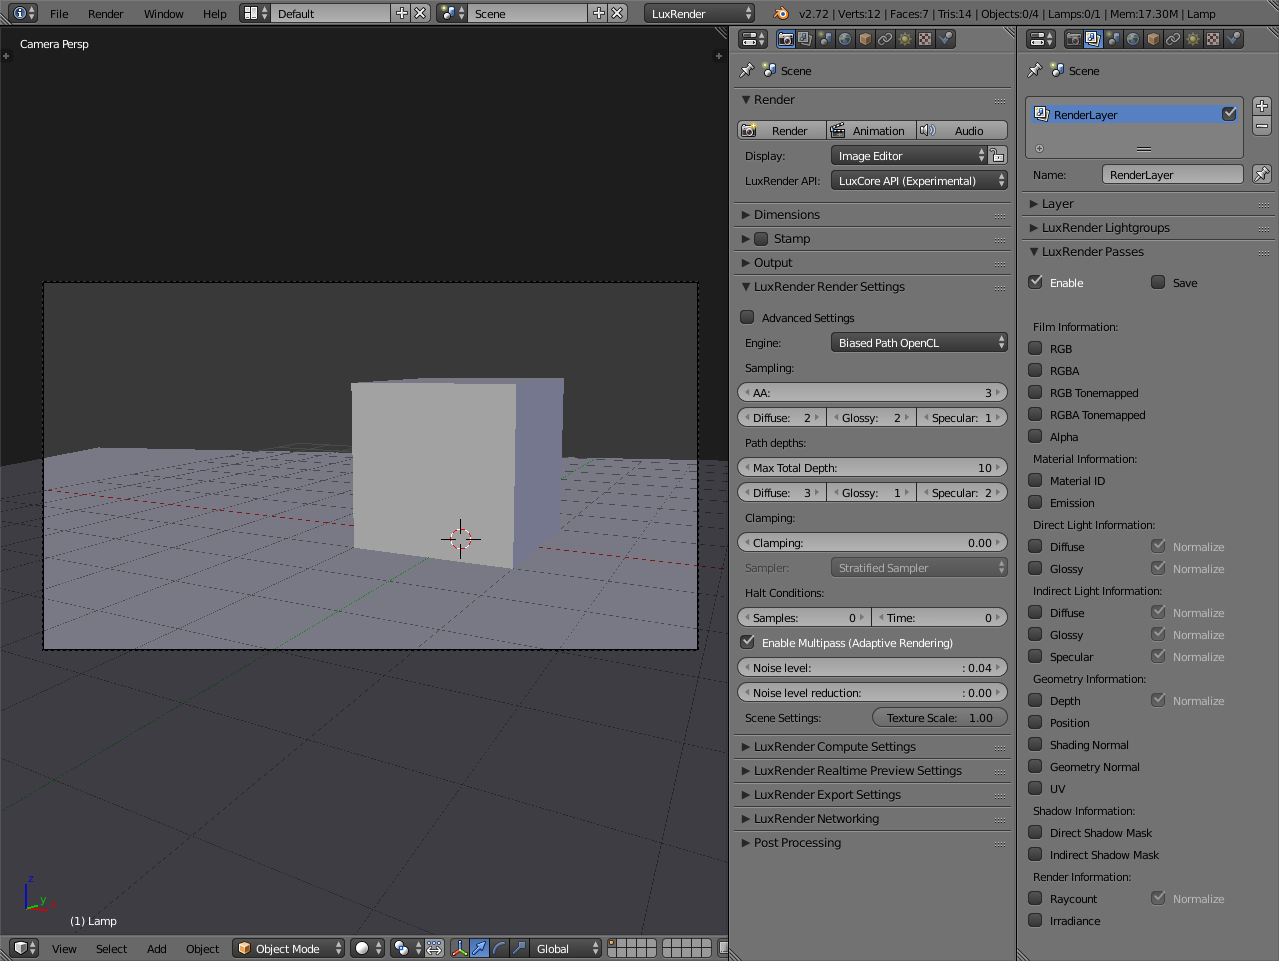 File Render Window Help Default Scene LuxRender v2.72 | Verts:12 | Faces:7 | Tris:14 | Objects:0/4 | Lamps:0/1 | Mem:17.30M | Lamp
Camera Persp
(1) Lamp
z
y
x
View Select Add Object Object Mode Global
Scene
Render
Render Animation Audio
Display: Image Editor
LuxRender API: LuxCore API (Experimental)
Dimensions
Stamp
Output
LuxRender Render Settings
Advanced Settings
Engine: Biased Path OpenCL
Sampling:
AA: 3
Diffuse: 2 Glossy: 2 Specular: 1
Path depths:
Max Total Depth: 10
Diffuse: 3 Glossy: 1 Specular: 2
Clamping:
Clamping: 0.00
Sampler: Stratified Sampler
Halt Conditions:
Samples: 0 Time: 0
Enable Multipass (Adaptive Rendering)
Noise level: : 0.04
Noise level reduction: : 0.00
Scene Settings: Texture Scale: 1.00
LuxRender Compute Settings
LuxRender Realtime Preview Settings
LuxRender Export Settings
LuxRender Networking
Post Processing
Scene
RenderLayer
Name: RenderLayer
Layer
LuxRender Lightgroups
LuxRender Passes
Enable Save
Film Information:
RGB
RGBA
RGB Tonemapped
RGBA Tonemapped
Alpha
Material Information:
Material ID
Emission
Direct Light Information:
Diffuse Normalize
Glossy Normalize
Indirect Light Information:
Diffuse Normalize
Glossy Normalize
Specular Normalize
Geometry Information:
Depth Normalize
Position
Shading Normal
Geometry Normal
UV
Shadow Information:
Direct Shadow Mask
Indirect Shadow Mask
Render Information:
Raycount Normalize
Irradiance